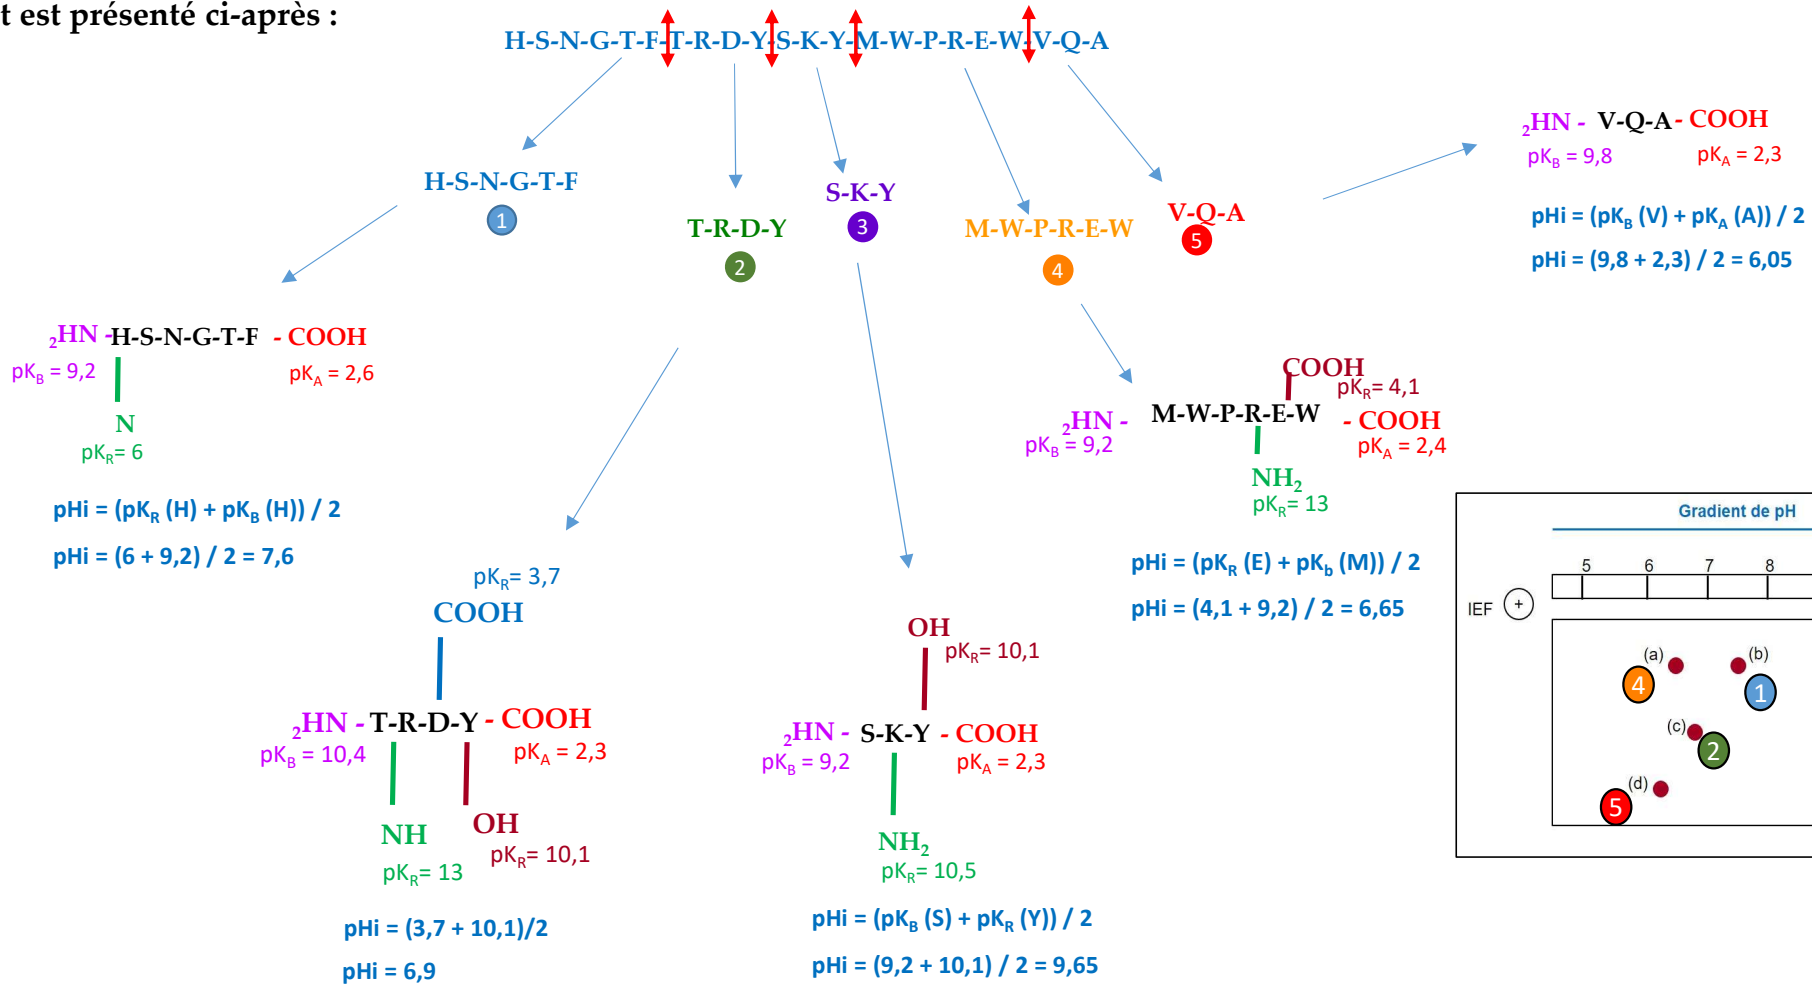 t est présenté ci-après :
H-S-N-G-T-F-T-R-D-Y-S-K-Y-M-W-P-R-E-W-V-Q-A
H-S-N-G-T-F
1
T-R-D-Y
2
S-K-Y
3
M-W-P-R-E-W
4
V-Q-A
5
₂HN - V-Q-A - COOH
pK_B = 9,8 pK_A = 2,3
pHi = (pK_B (V) + pK_A (A)) / 2
pHi = (9,8 + 2,3) / 2 = 6,05
₂HN -H-S-N-G-T-F - COOH
pK_B = 9,2 pK_A = 2,6
N
pK_R= 6
pHi = (pK_R (H) + pK_B (H)) / 2
pHi = (6 + 9,2) / 2 = 7,6
pK_R= 3,7
COOH
₂HN - T-R-D-Y - COOH
pK_B = 10,4 pK_A = 2,3
NH OH
pK_R= 13 pK_R= 10,1
pHi = (3,7 + 10,1)/2
pHi = 6,9
OH
pK_R= 10,1
₂HN - S-K-Y - COOH
pK_B = 9,2 pK_A = 2,3
NH₂
pK_R= 10,5
pHi = (pK_B (S) + pK_R (Y)) / 2
pHi = (9,2 + 10,1) / 2 = 9,65
COOH
pK_R= 4,1
₂HN - M-W-P-R-E-W - COOH
pK_B = 9,2 pK_A = 2,4
NH₂
pK_R= 13
pHi = (pK_R (E) + pK_b (M)) / 2
pHi = (4,1 + 9,2) / 2 = 6,65
Gradient de pH
5 6 7 8
IEF +
(a) (b)
4 1
(c)
2
(d)
5